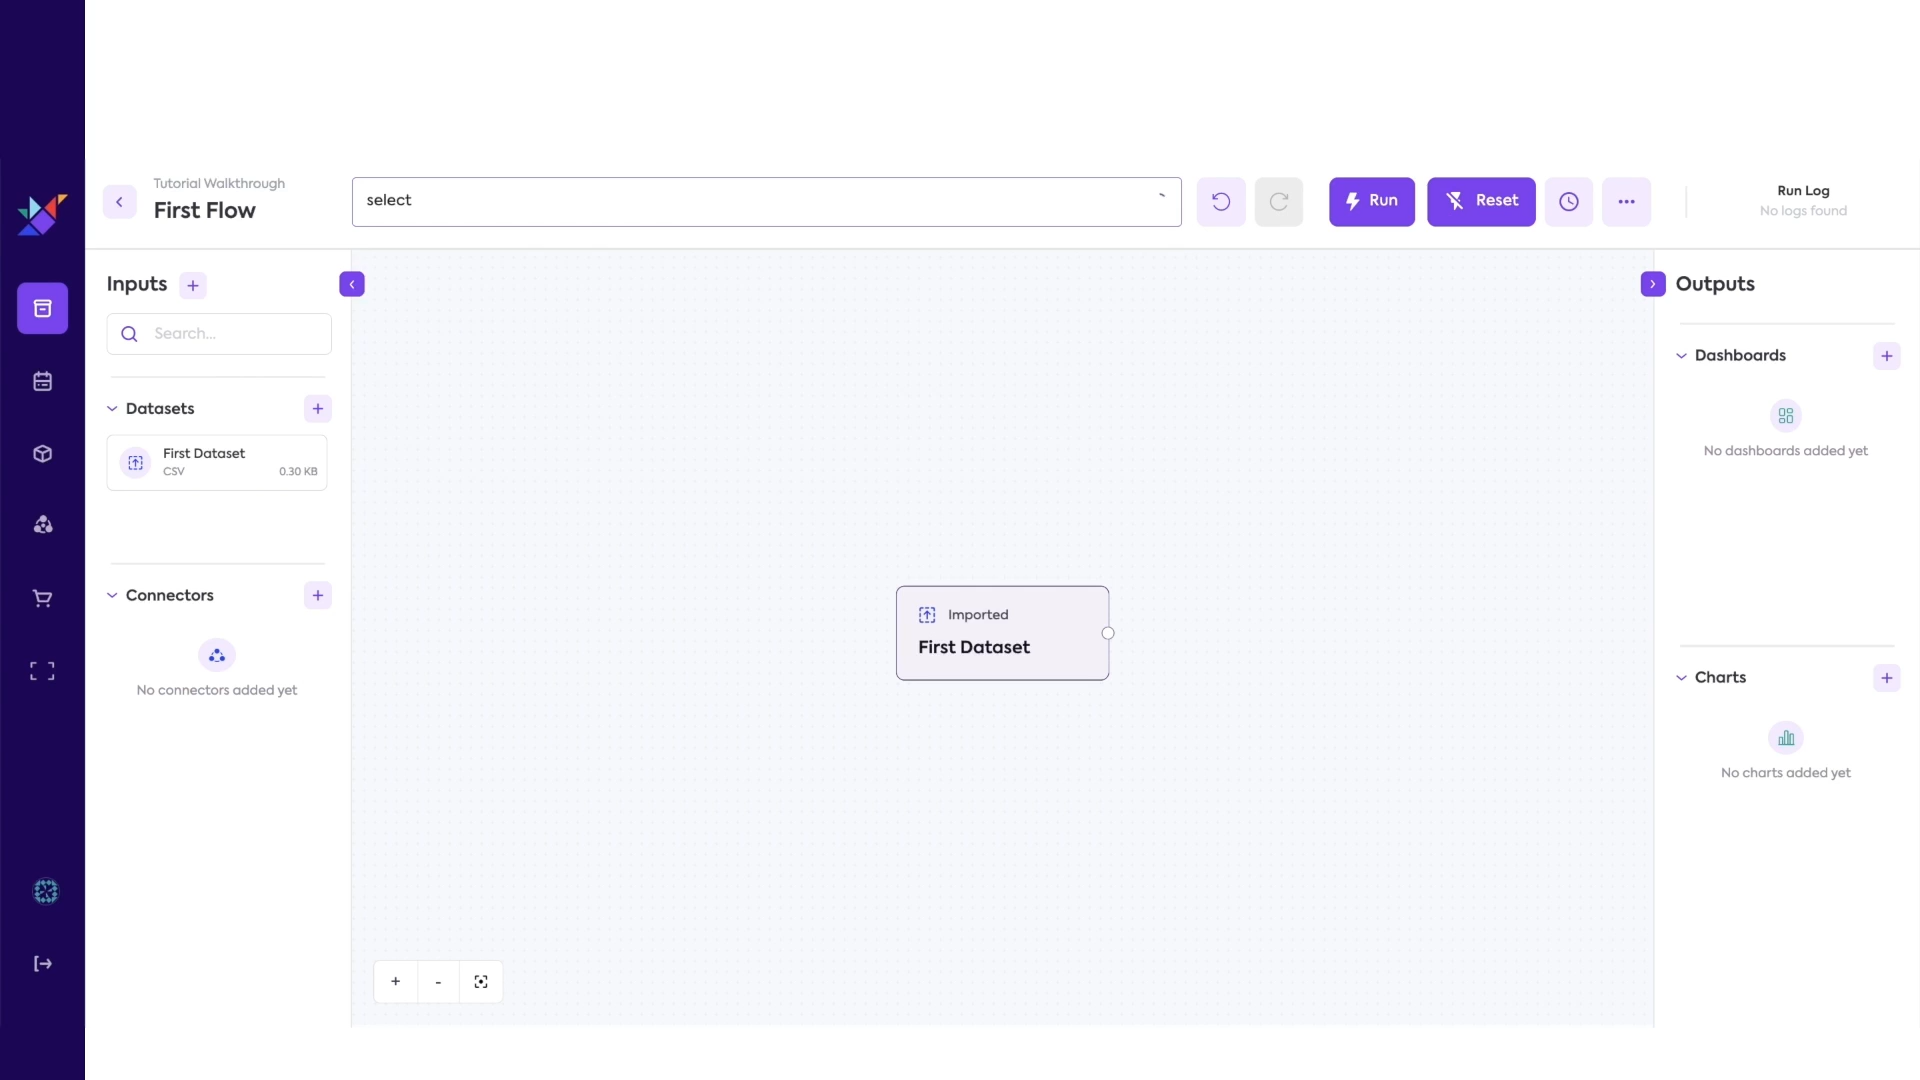 Tutorial Walkthrough
First Flow
select
Run
Reset
Run Log
No logs found
Inputs
+
Search...
Datasets
+
First Dataset
CSV
0.30 KB
Connectors
+
No connectors added yet
Imported
First Dataset
+
-
Outputs
Dashboards
+
No dashboards added yet
Charts
+
No charts added yet